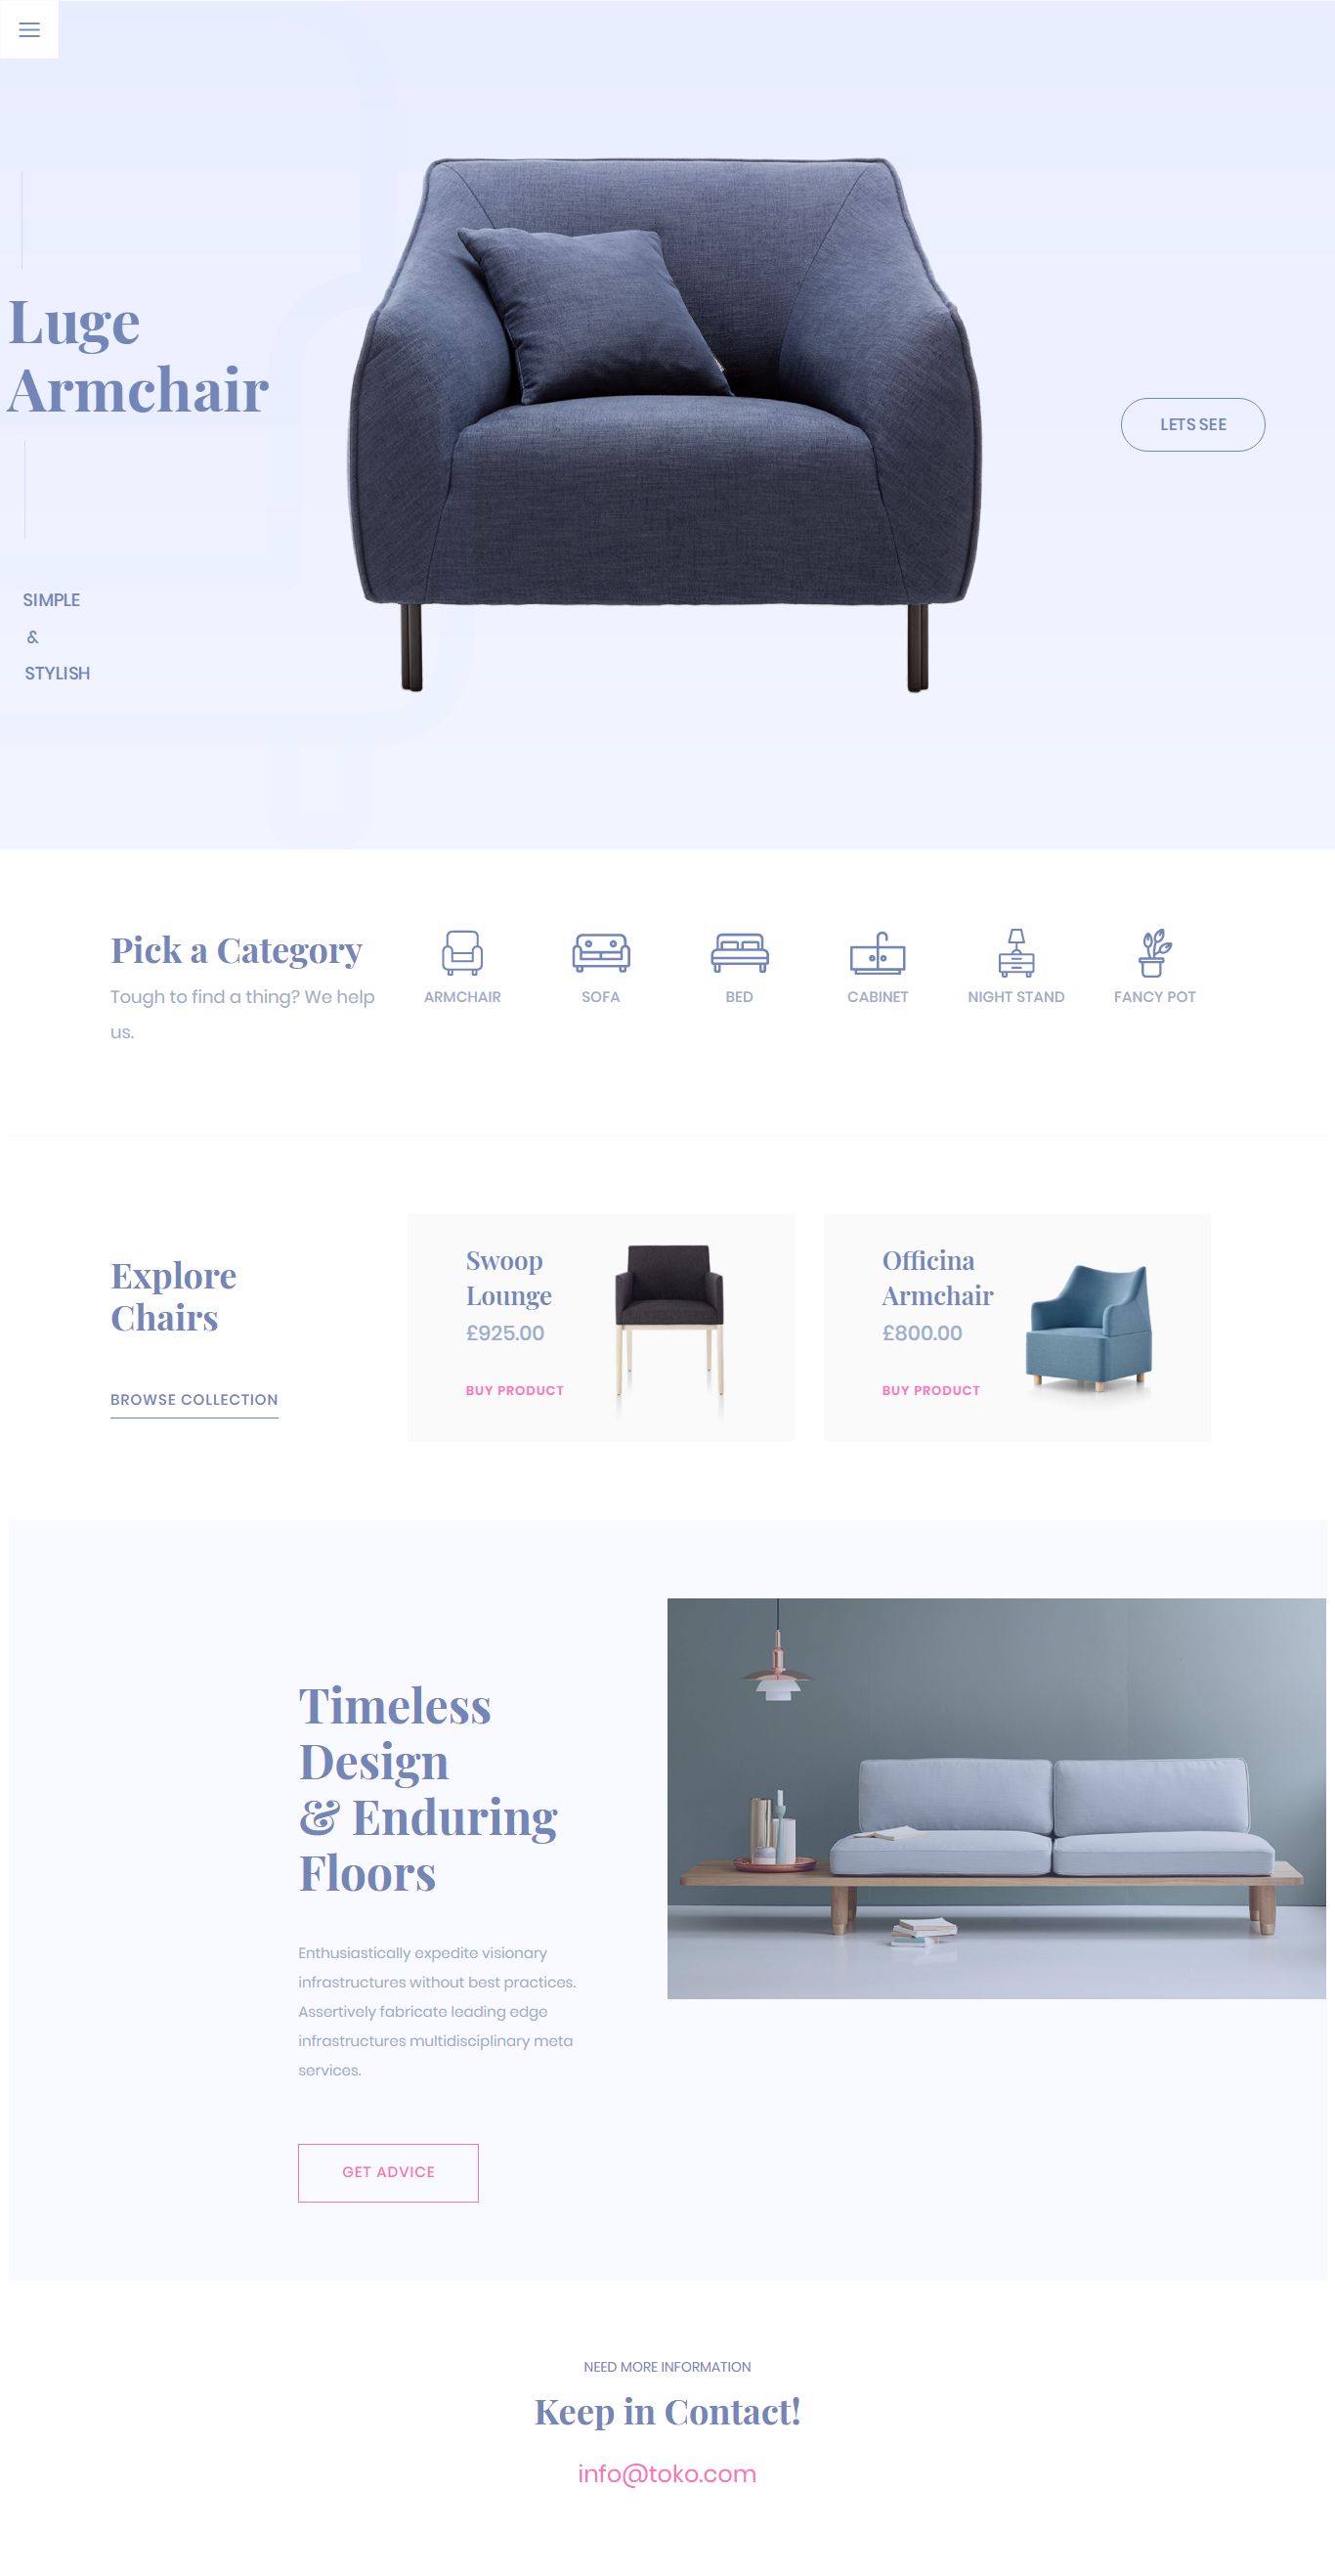 Luge
Armchair
LETS SEE
SIMPLE
&
STYLISH
Pick a Category
Tough to find a thing? We help
us.
ARMCHAIR
SOFA
BED
CABINET
NIGHT STAND
FANCY POT
Explore
Chairs
BROWSE COLLECTION
Swoop
Lounge
£925.00
BUY PRODUCT
Officina
Armchair
£800.00
BUY PRODUCT
Timeless
Design
& Enduring
Floors
Enthusiastically expedite visionary
infrastructures without best practices.
Assertively fabricate leading edge
infrastructures multidisciplinary meta
services.
GET ADVICE
NEED MORE INFORMATION
Keep in Contact!
info@toko.com